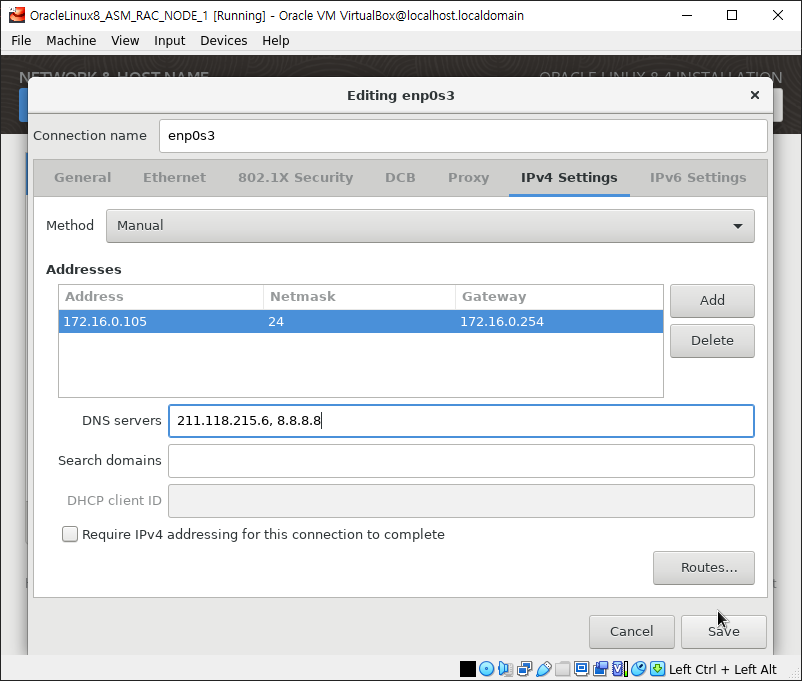 OracleLinux8_ASM_RAC_NODE_1 [Running] - Oracle VM VirtualBox@localhost.localdomain
File Machine View Input Devices Help
NETWORK & HOST NAME ORACLE LINUX 8.4 INSTALLATION
Editing enp0s3
Connection name enp0s3
General Ethernet 802.1X Security DCB Proxy IPv4 Settings IPv6 Settings
Method Manual
Addresses
Address Netmask Gateway
172.16.0.105 24 172.16.0.254
Add
Delete
DNS servers 211.118.215.6, 8.8.8.8
Search domains
DHCP client ID
Require IPv4 addressing for this connection to complete
Routes...
Cancel Save
Left Ctrl + Left Alt